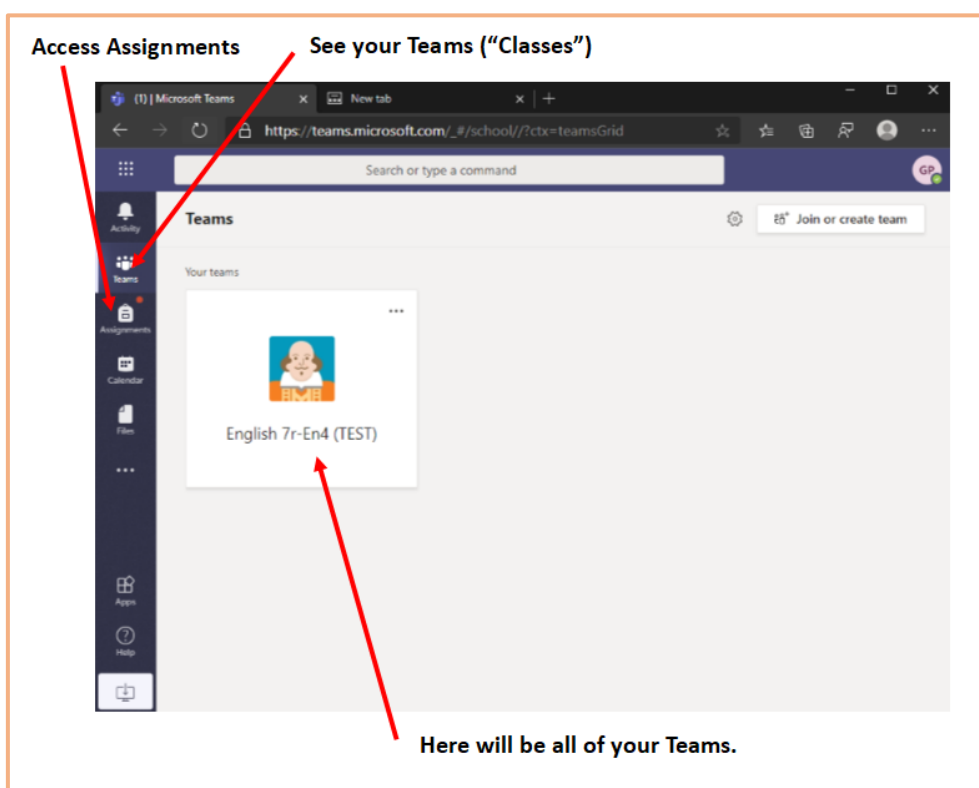 Access Assignments
See your Teams (“Classes”)
(1) | Microsoft Teams
New tab
https://teams.microsoft.com/_#/school//?ctx=teamsGrid
Search or type a command
GP
Activity
Teams
Join or create team
Teams
Your teams
Assignments
Calendar
Files
English 7r-En4 (TEST)
Apps
Help
Here will be all of your Teams.